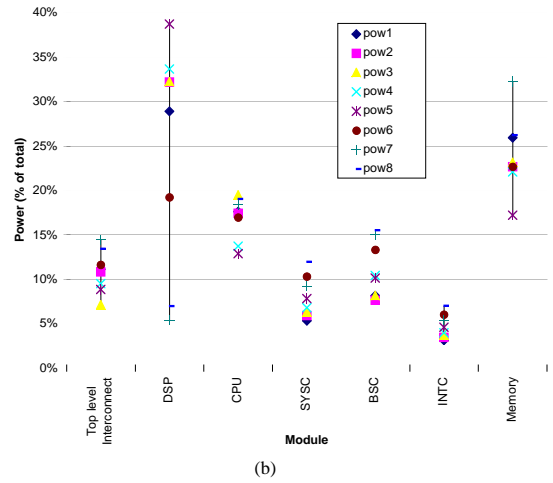 40%
35%
30%
25%
20%
15%
10%
5%
0%
Power (% of total)
pow1
pow2
pow3
pow4
pow5
pow6
pow7
pow8
Top level
Interconnect
DSP
CPU
SYSC
BSC
INTC
Memory
Module
(b)